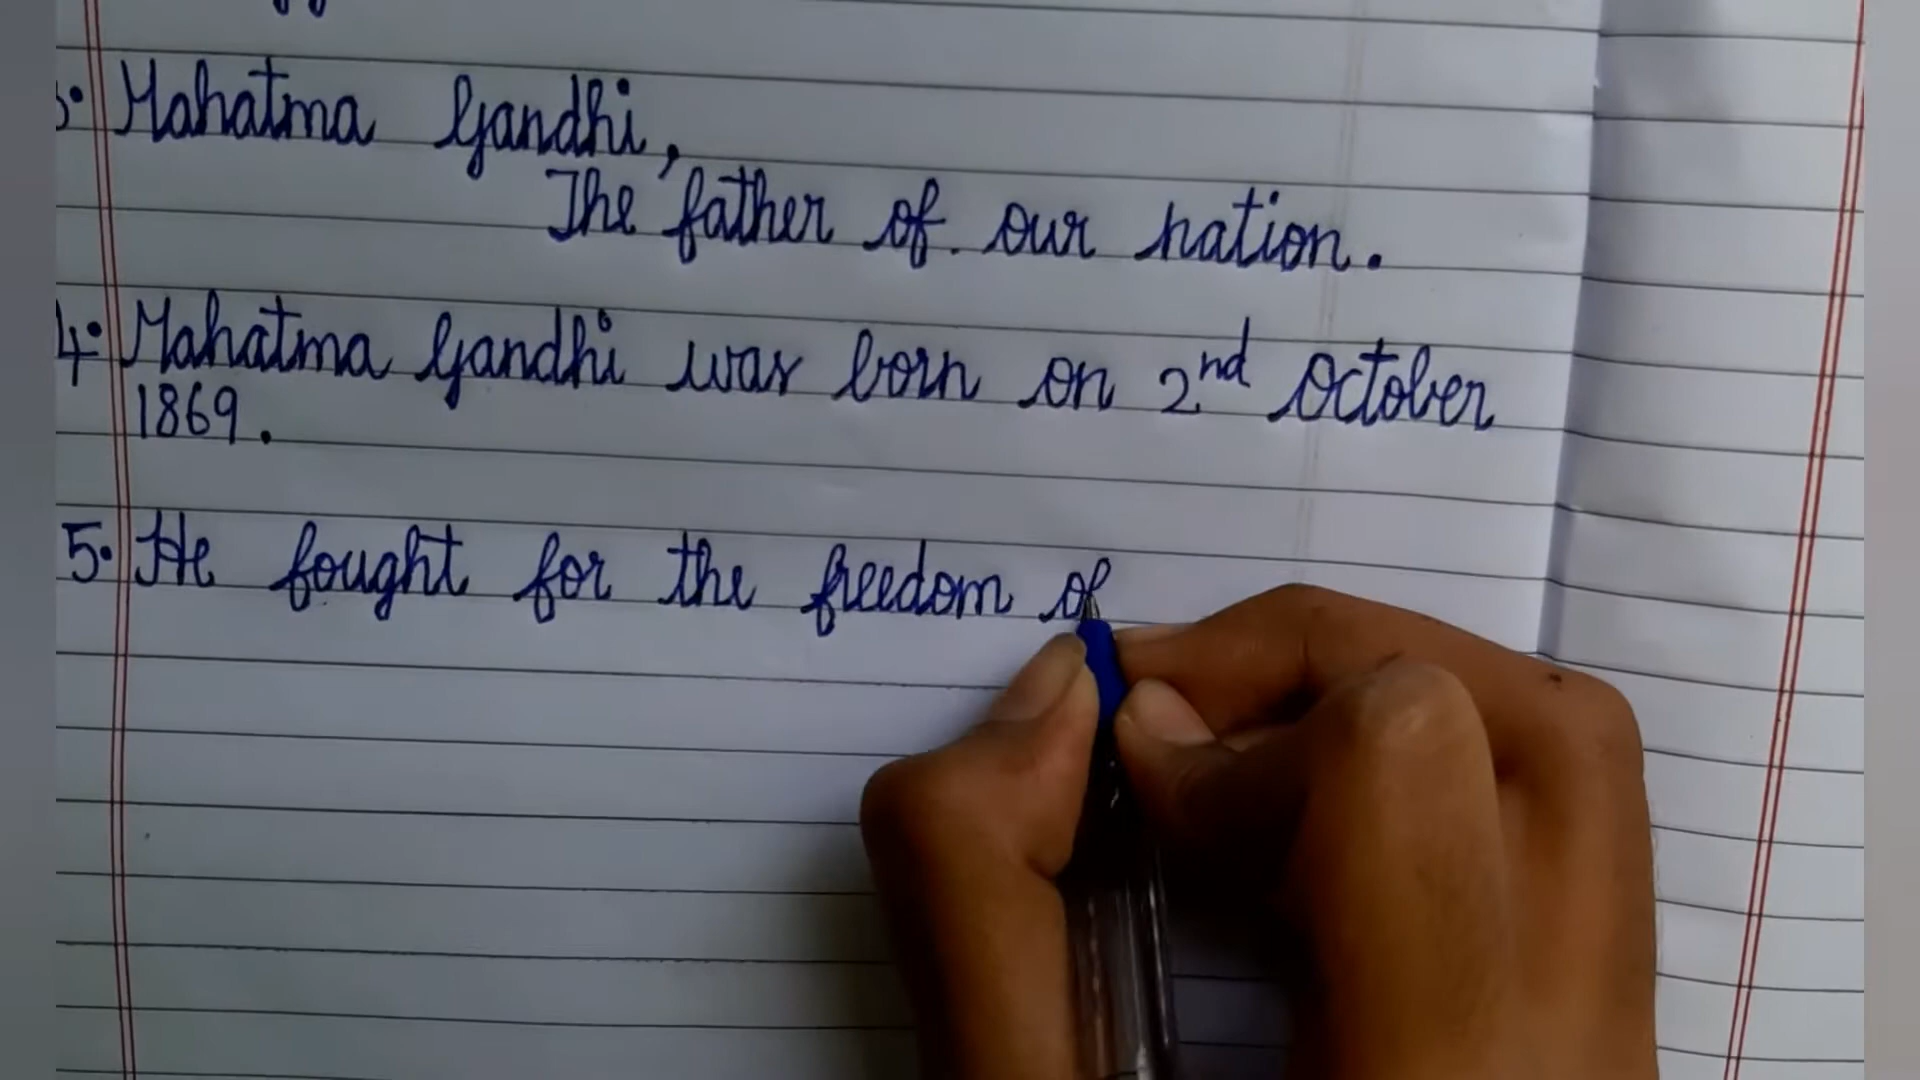 3. Mahatma Gandhi,
The father of our nation.
4. Mahatma Gandhi was born on 2nd October
1869.
5. He fought for the freedom of